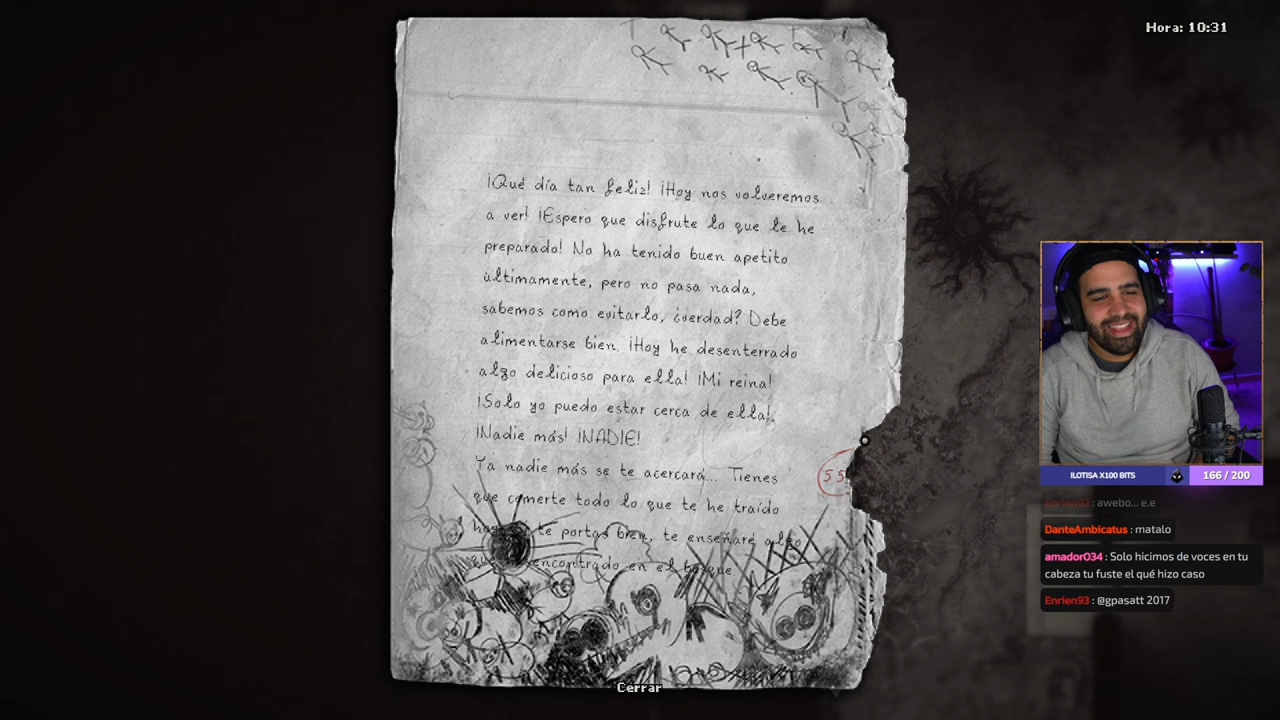 Hora: 10:31
¡Qué día tan feliz! ¡Hoy nos volveremos
a ver! ¡Espero que disfrute lo que le he
preparado! No ha tenido buen apetito
últimamente, pero no pasa nada,
sabemos como evitarlo, ¿verdad? Debe
alimentarse bien. ¡Hoy he desenterrado
algo delicioso para ella! ¡Mi reina!
¡Solo yo puedo estar cerca de ella!
¡Nadie más! ¡NADIE!
Ya nadie más se te acercará... Tienes
que comerte todo lo que te he traído
te portas bien, te enseñaré algo
encontrado en el bosque
55
Cerrar
ILOTISA X100 BITS
166 / 200
Enrien93 : awebo... e.e
DanteAmbicatus : matalo
amador034 : Solo hicimos de voces en tu
cabeza tu fuste el qué hizo caso
Enrien93 : @gpasatt 2017